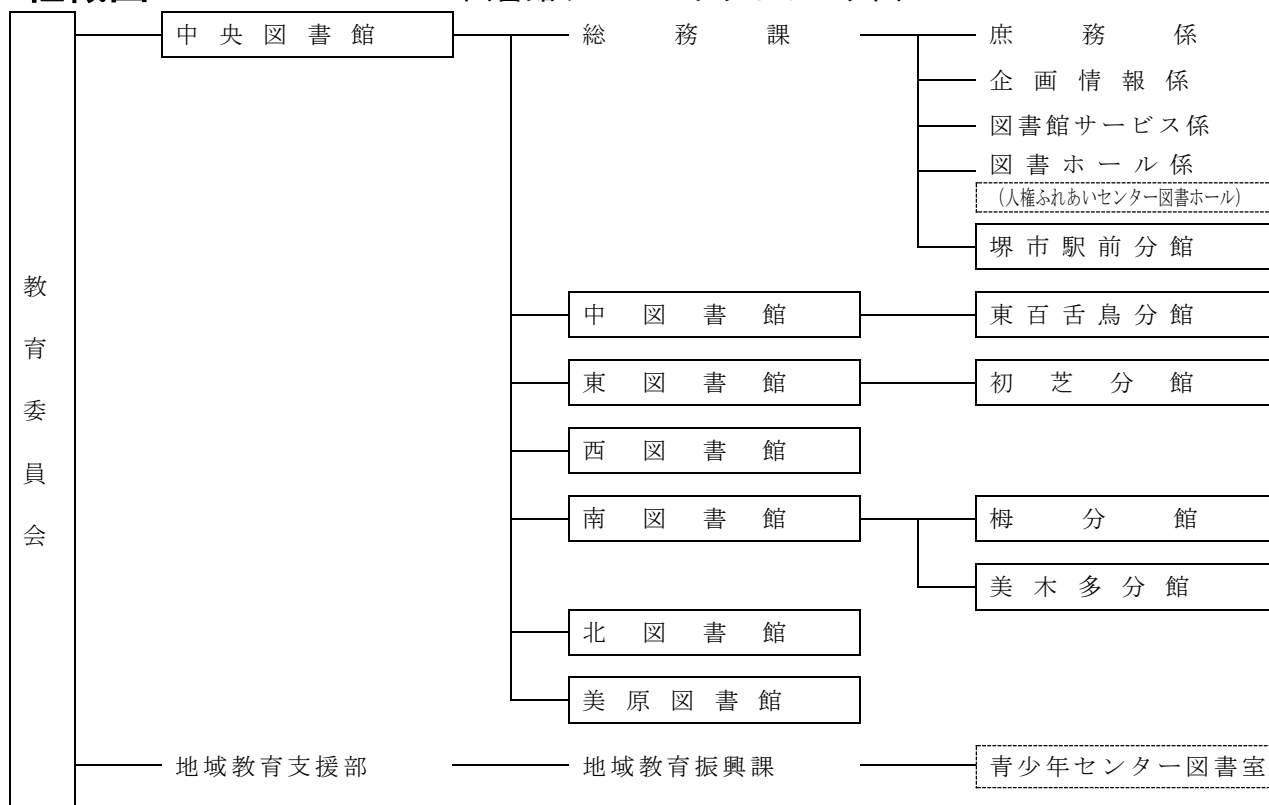 教育委員会
中央図書館
総務課
庶務係
企画情報係
図書館サービス係
図書ホール係
(人権ふれあいセンター図書ホール)
堺市駅前分館
中図書館
東百舌鳥分館
東図書館
初芝分館
西図書館
南図書館
栂分館
美木多分館
北図書館
美原図書館
地域教育支援部
地域教育振興課
青少年センター図書室